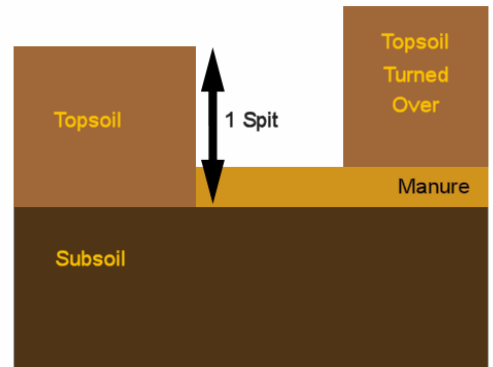 Topsoil
Turned
Over
Topsoil
1 Spit
Manure
Subsoil